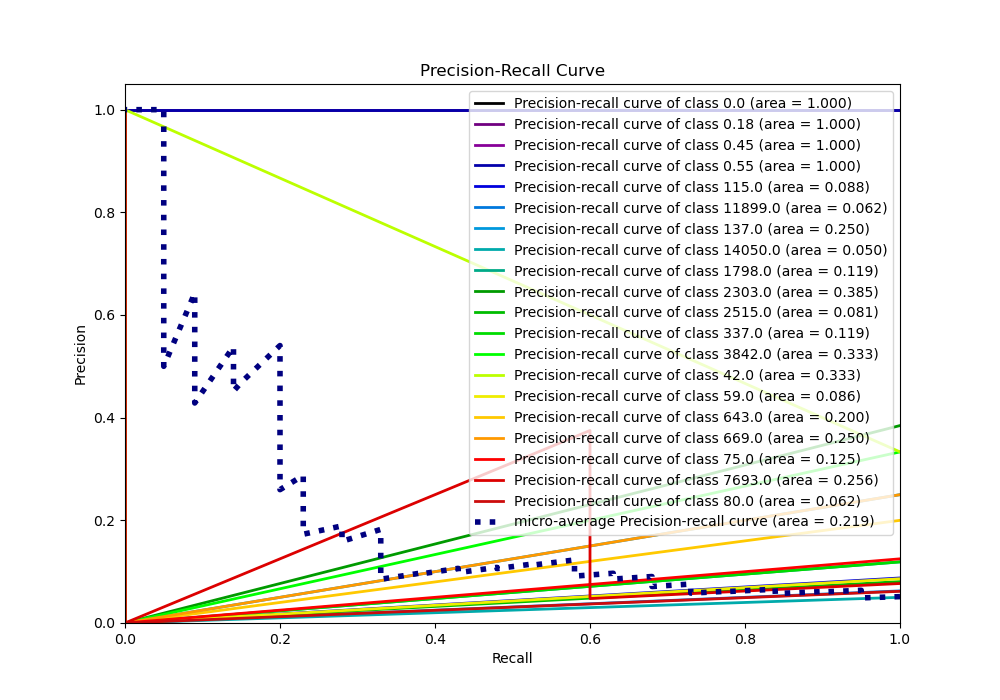 Precision-Recall Curve
1.0
0.8
0.6
0.4
0.2
0.0
Precision
Precision-recall curve of class 0.0 (area = 1.000)
Precision-recall curve of class 0.18 (area = 1.000)
Precision-recall curve of class 0.45 (area = 1.000)
Precision-recall curve of class 0.55 (area = 1.000)
Precision-recall curve of class 115.0 (area = 0.088)
Precision-recall curve of class 11899.0 (area = 0.062)
Precision-recall curve of class 137.0 (area = 0.250)
Precision-recall curve of class 14050.0 (area = 0.050)
Precision-recall curve of class 1798.0 (area = 0.119)
Precision-recall curve of class 2303.0 (area = 0.385)
Precision-recall curve of class 2515.0 (area = 0.081)
Precision-recall curve of class 337.0 (area = 0.119)
Precision-recall curve of class 3842.0 (area = 0.333)
Precision-recall curve of class 42.0 (area = 0.333)
Precision-recall curve of class 59.0 (area = 0.086)
Precision-recall curve of class 643.0 (area = 0.200)
Precision-recall curve of class 669.0 (area = 0.250)
Precision-recall curve of class 75.0 (area = 0.125)
Precision-recall curve of class 7693.0 (area = 0.256)
Precision-recall curve of class 80.0 (area = 0.062)
micro-average Precision-recall curve (area = 0.219)
0.0 0.2 0.4 0.6 0.8 1.0
Recall